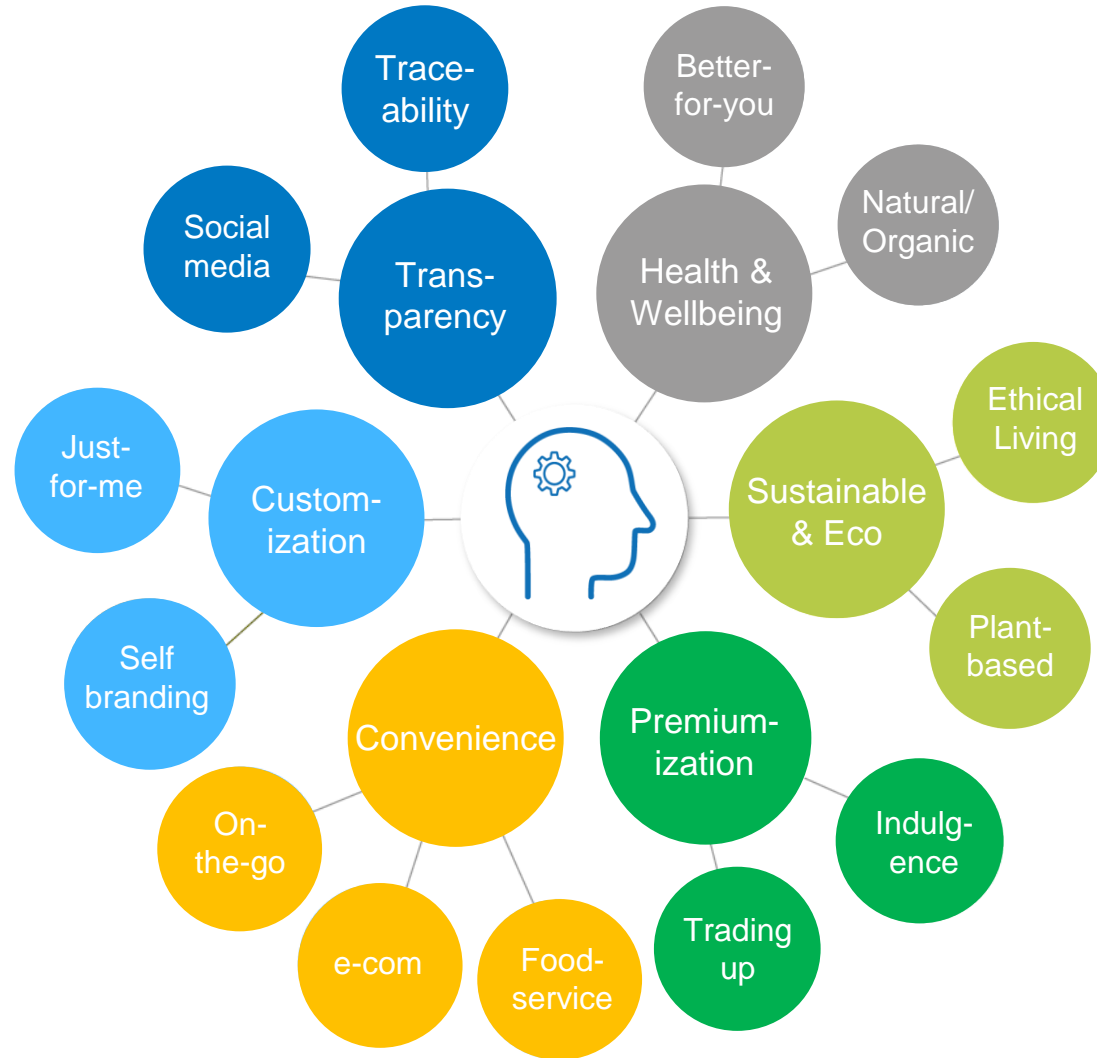 Trace-
ability
Better-
for-you
Social
media
Natural/
Organic
Trans-
parency
Health &
Wellbeing
Ethical
Living
Just-
for-me
Custom-
ization
Sustainable
& Eco
Plant-
based
Self
branding
Convenience
Premium-
ization
On-
the-go
Indulg-
ence
e-com
Food-
service
Trading
up